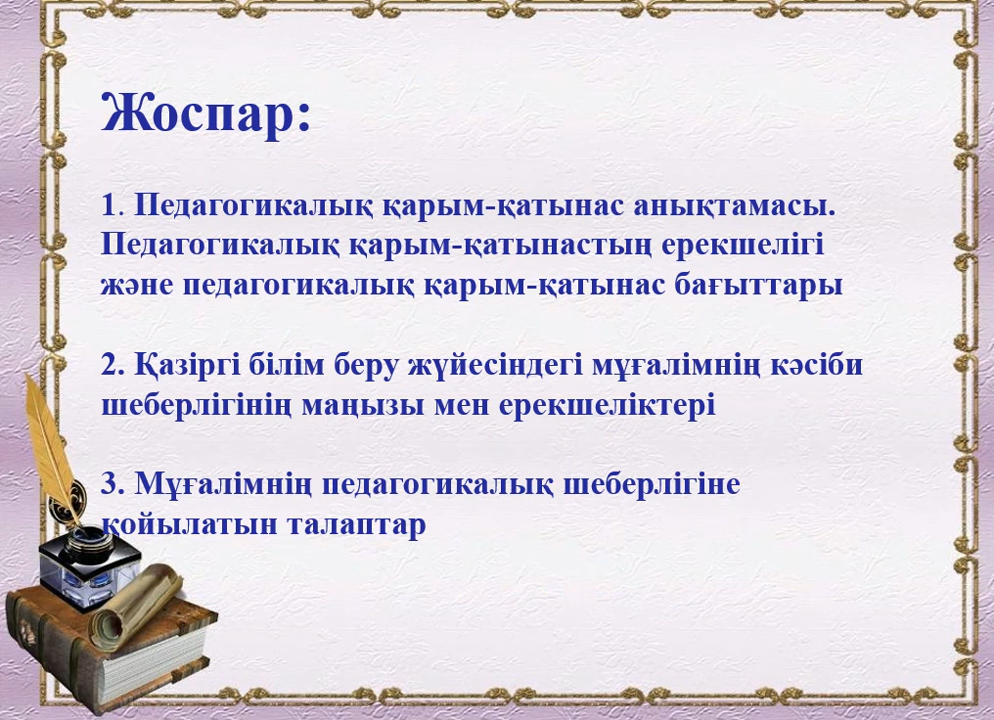 Жоспар:
1. Педагогикалық қарым-қатынас анықтамасы.
Педагогикалық қарым-қатынастың ерекшелігі
және педагогикалық қарым-қатынас бағыттары
2. Қазіргі білім беру жүйесіндегі мұғалімнің кәсіби
шеберлігінің маңызы мен ерекшеліктері
3. Мұғалімнің педагогикалық шеберлігіне
қойылатын талаптар